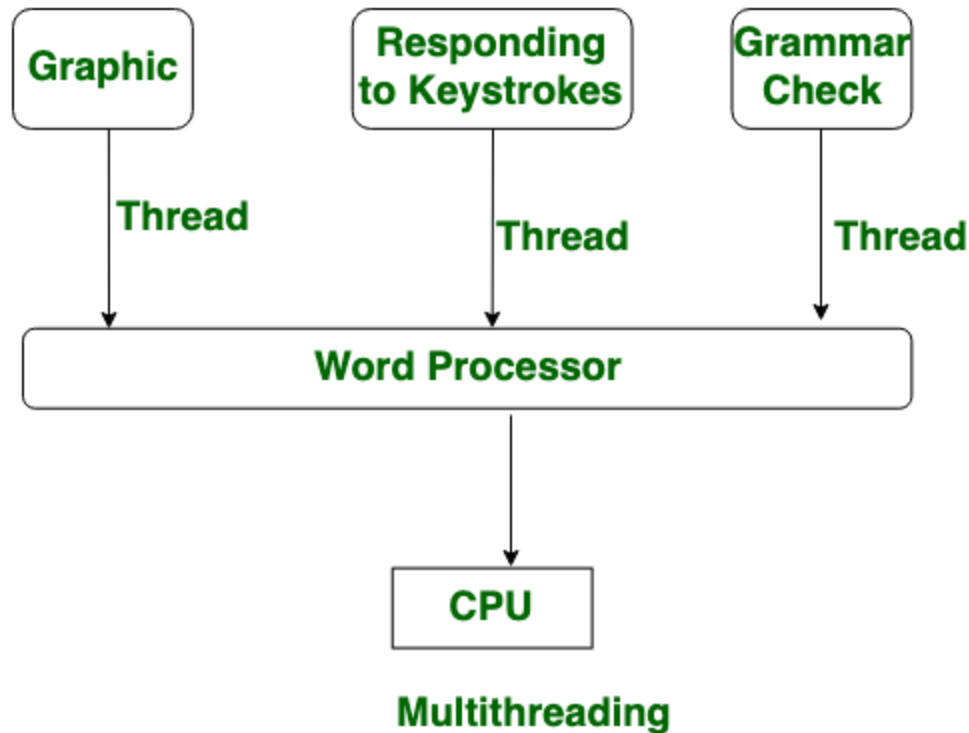 Graphic
Responding
to Keystrokes
Grammar
Check
Thread
Thread
Thread
Word Processor
CPU
Multithreading